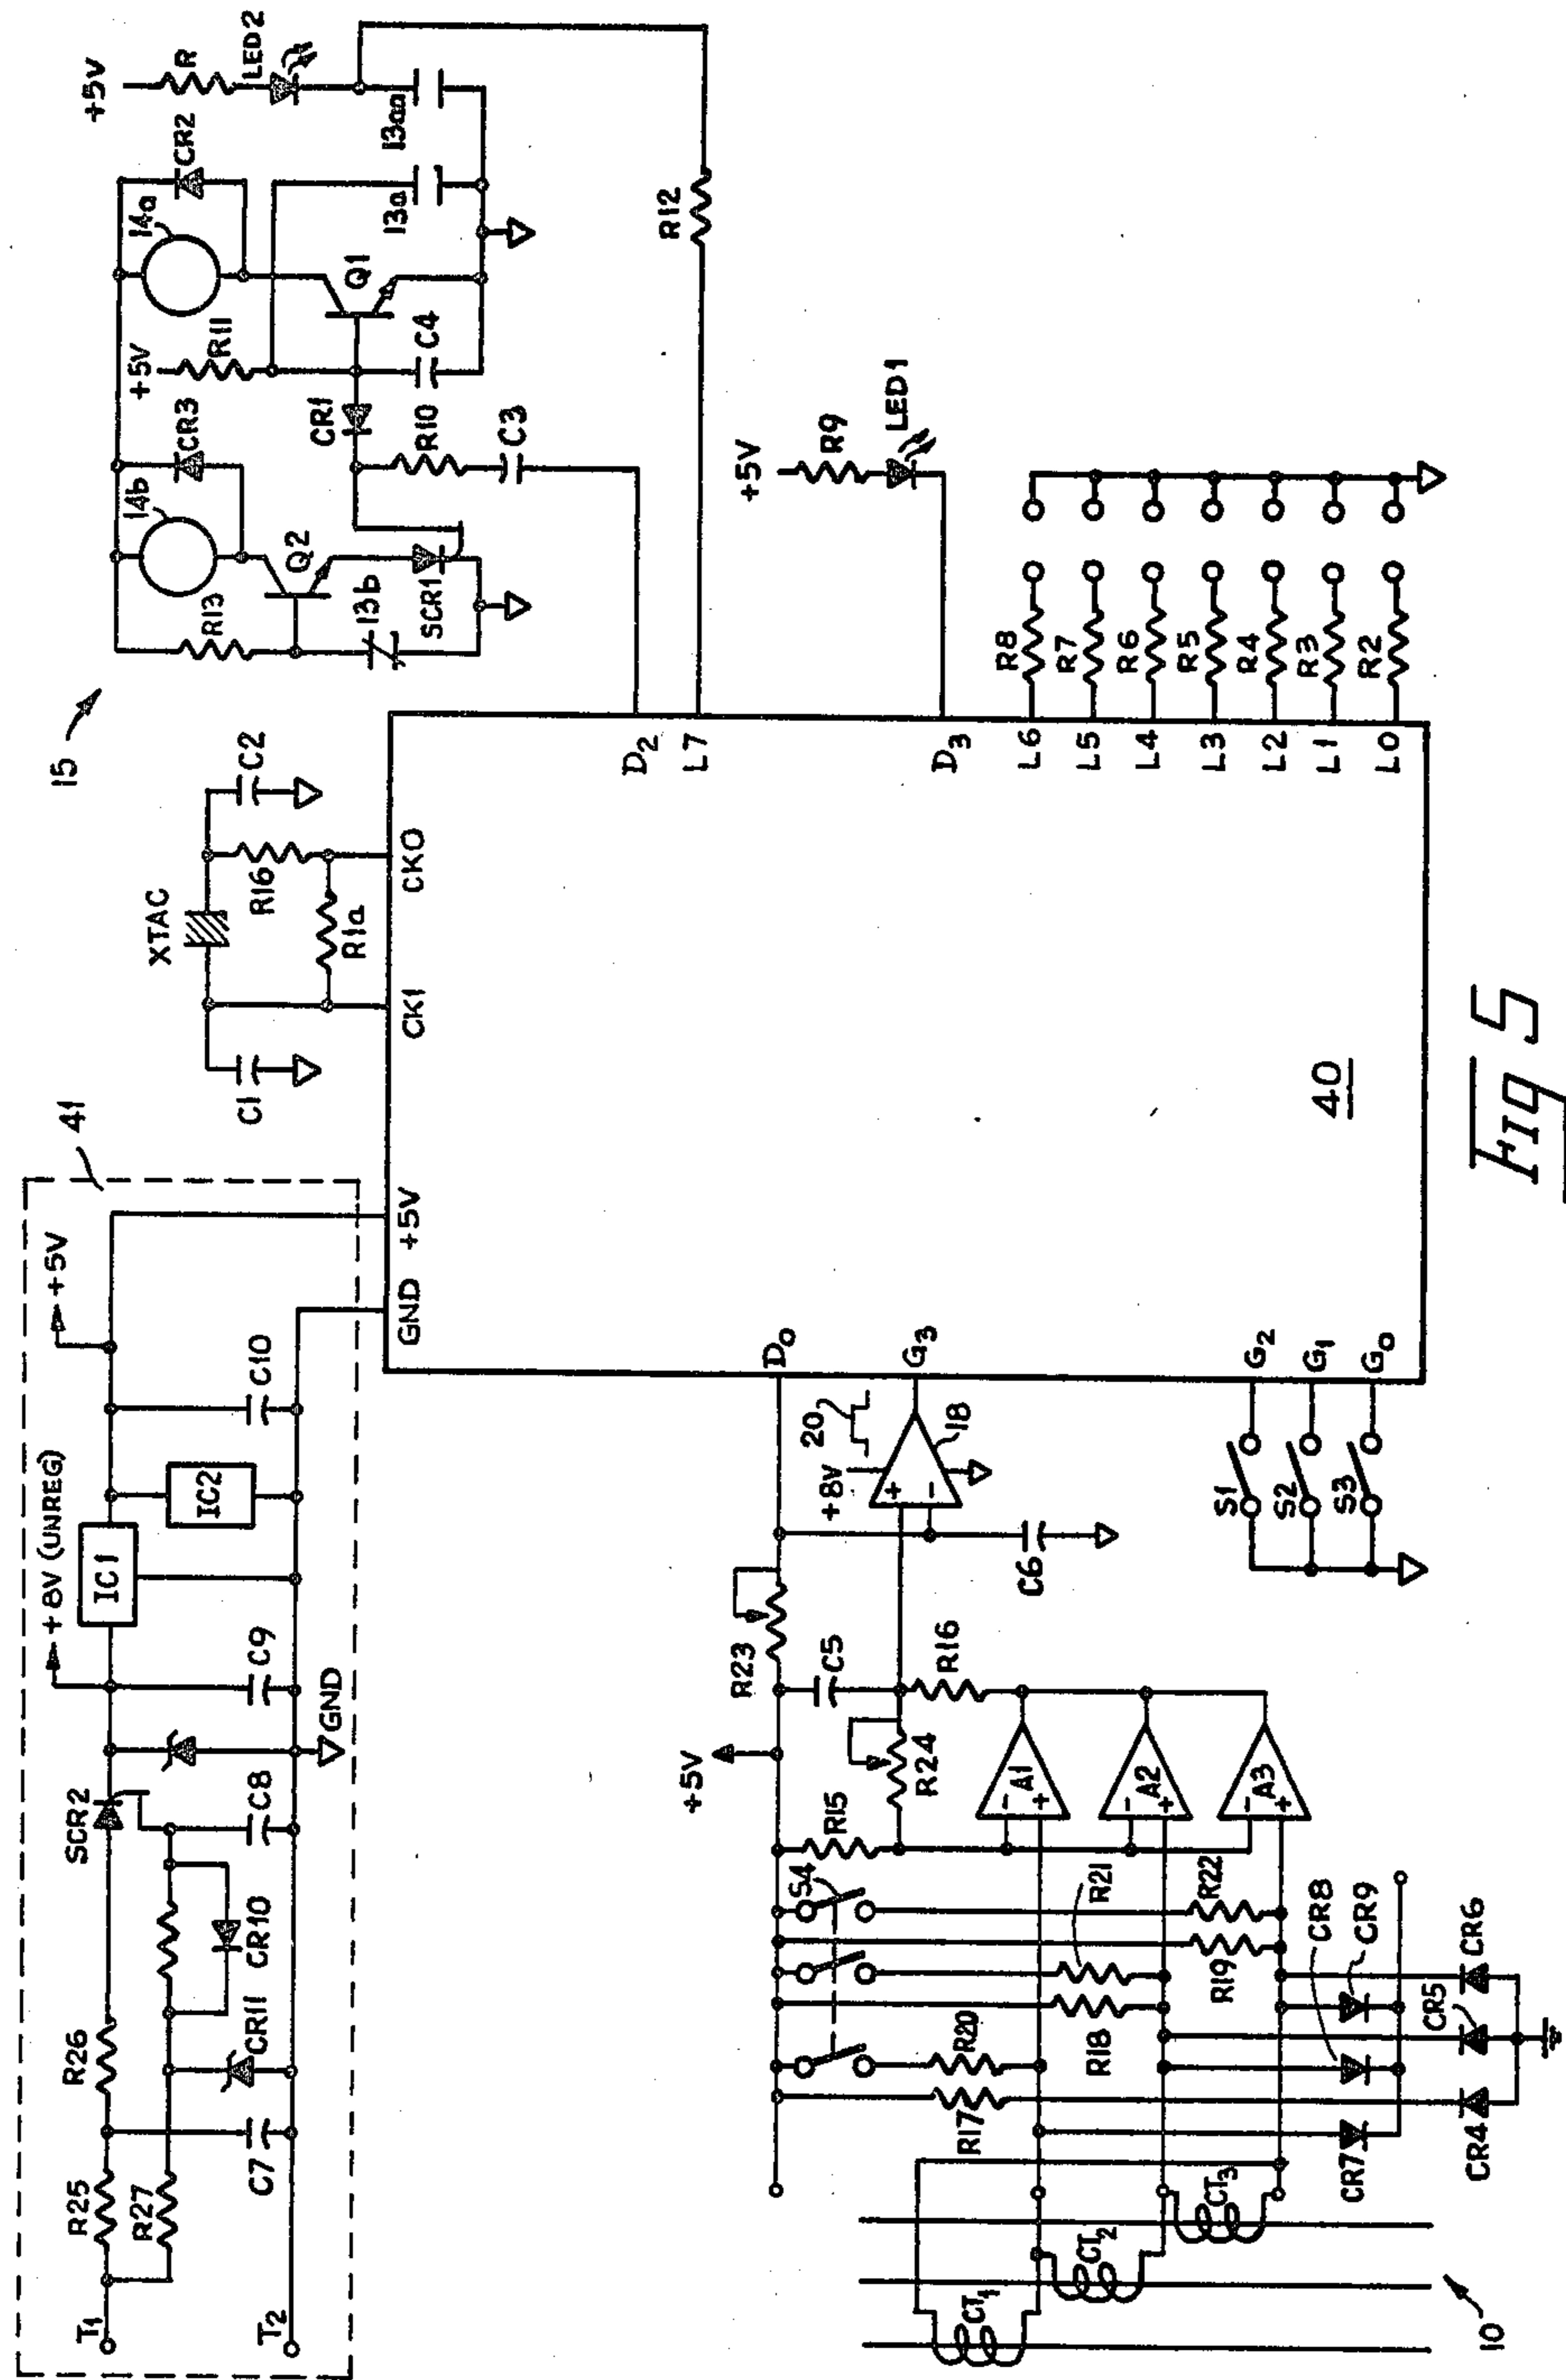 41
+8V (UNREG)
+5V
T1
R25
R26
SCR2
IC1
R27
CR11
CR10
IC2
C7
C8
C9
C10
T2
GND
GND
+5V
15
XTAC
C1
C2
R16
R1a
CK1
CK0
14b
CR3
+5V
14a
CR2
+5V
R13
R11
R
LED2
Q2
CR1
Q1
13b
R10
C4
13a
13aa
SCR1
C3
D2
L7
R12
+5V
R9
LED1
D3
L6
R8
L5
R7
L4
R6
L3
R5
L2
R4
L1
R3
L0
R2
40
D0
+8V
20
G3
+
-
18
R23
C5
C6
+5V
R24
R16
R15
S4
A1
-
+
A2
-
+
A3
-
+
S1
G2
S2
G1
S3
G0
R21
R22
R20
R19
R18
R17
CR8
CR9
CR7
CR5
CR6
CR4
CT1
CT2
CT3
10
Fig 5